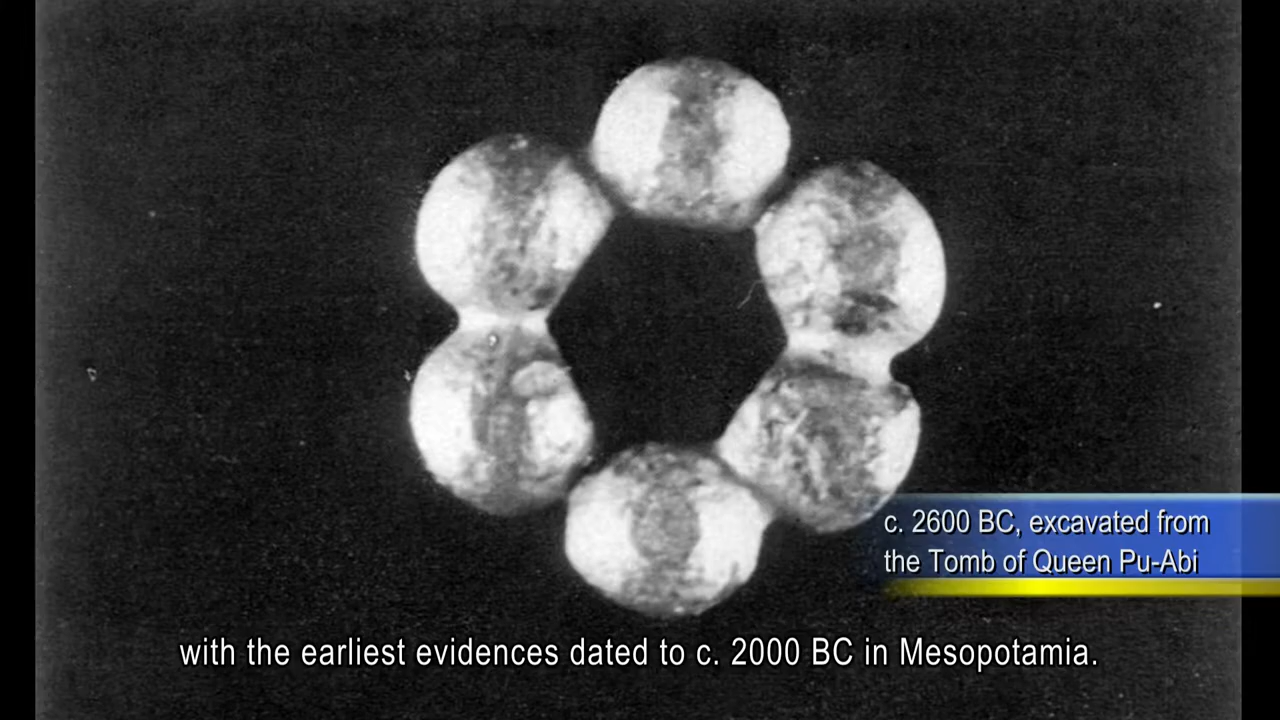 c. 2600 BC, excavated from
the Tomb of Queen Pu-Abi
with the earliest evidences dated to c. 2000 BC in Mesopotamia.